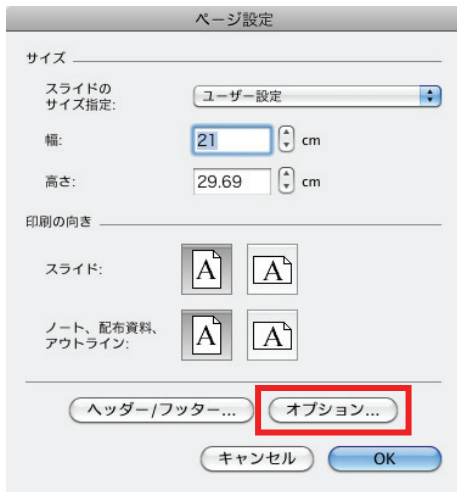 ページ設定
サイズ
スライドの
サイズ指定:
ユーザー設定
幅:
21
cm
高さ:
29.69
cm
印刷の向き
スライド:
A
A
ノート、配布資料、
アウトライン:
A
A
ヘッダー/フッター...
オプション...
キャンセル
OK